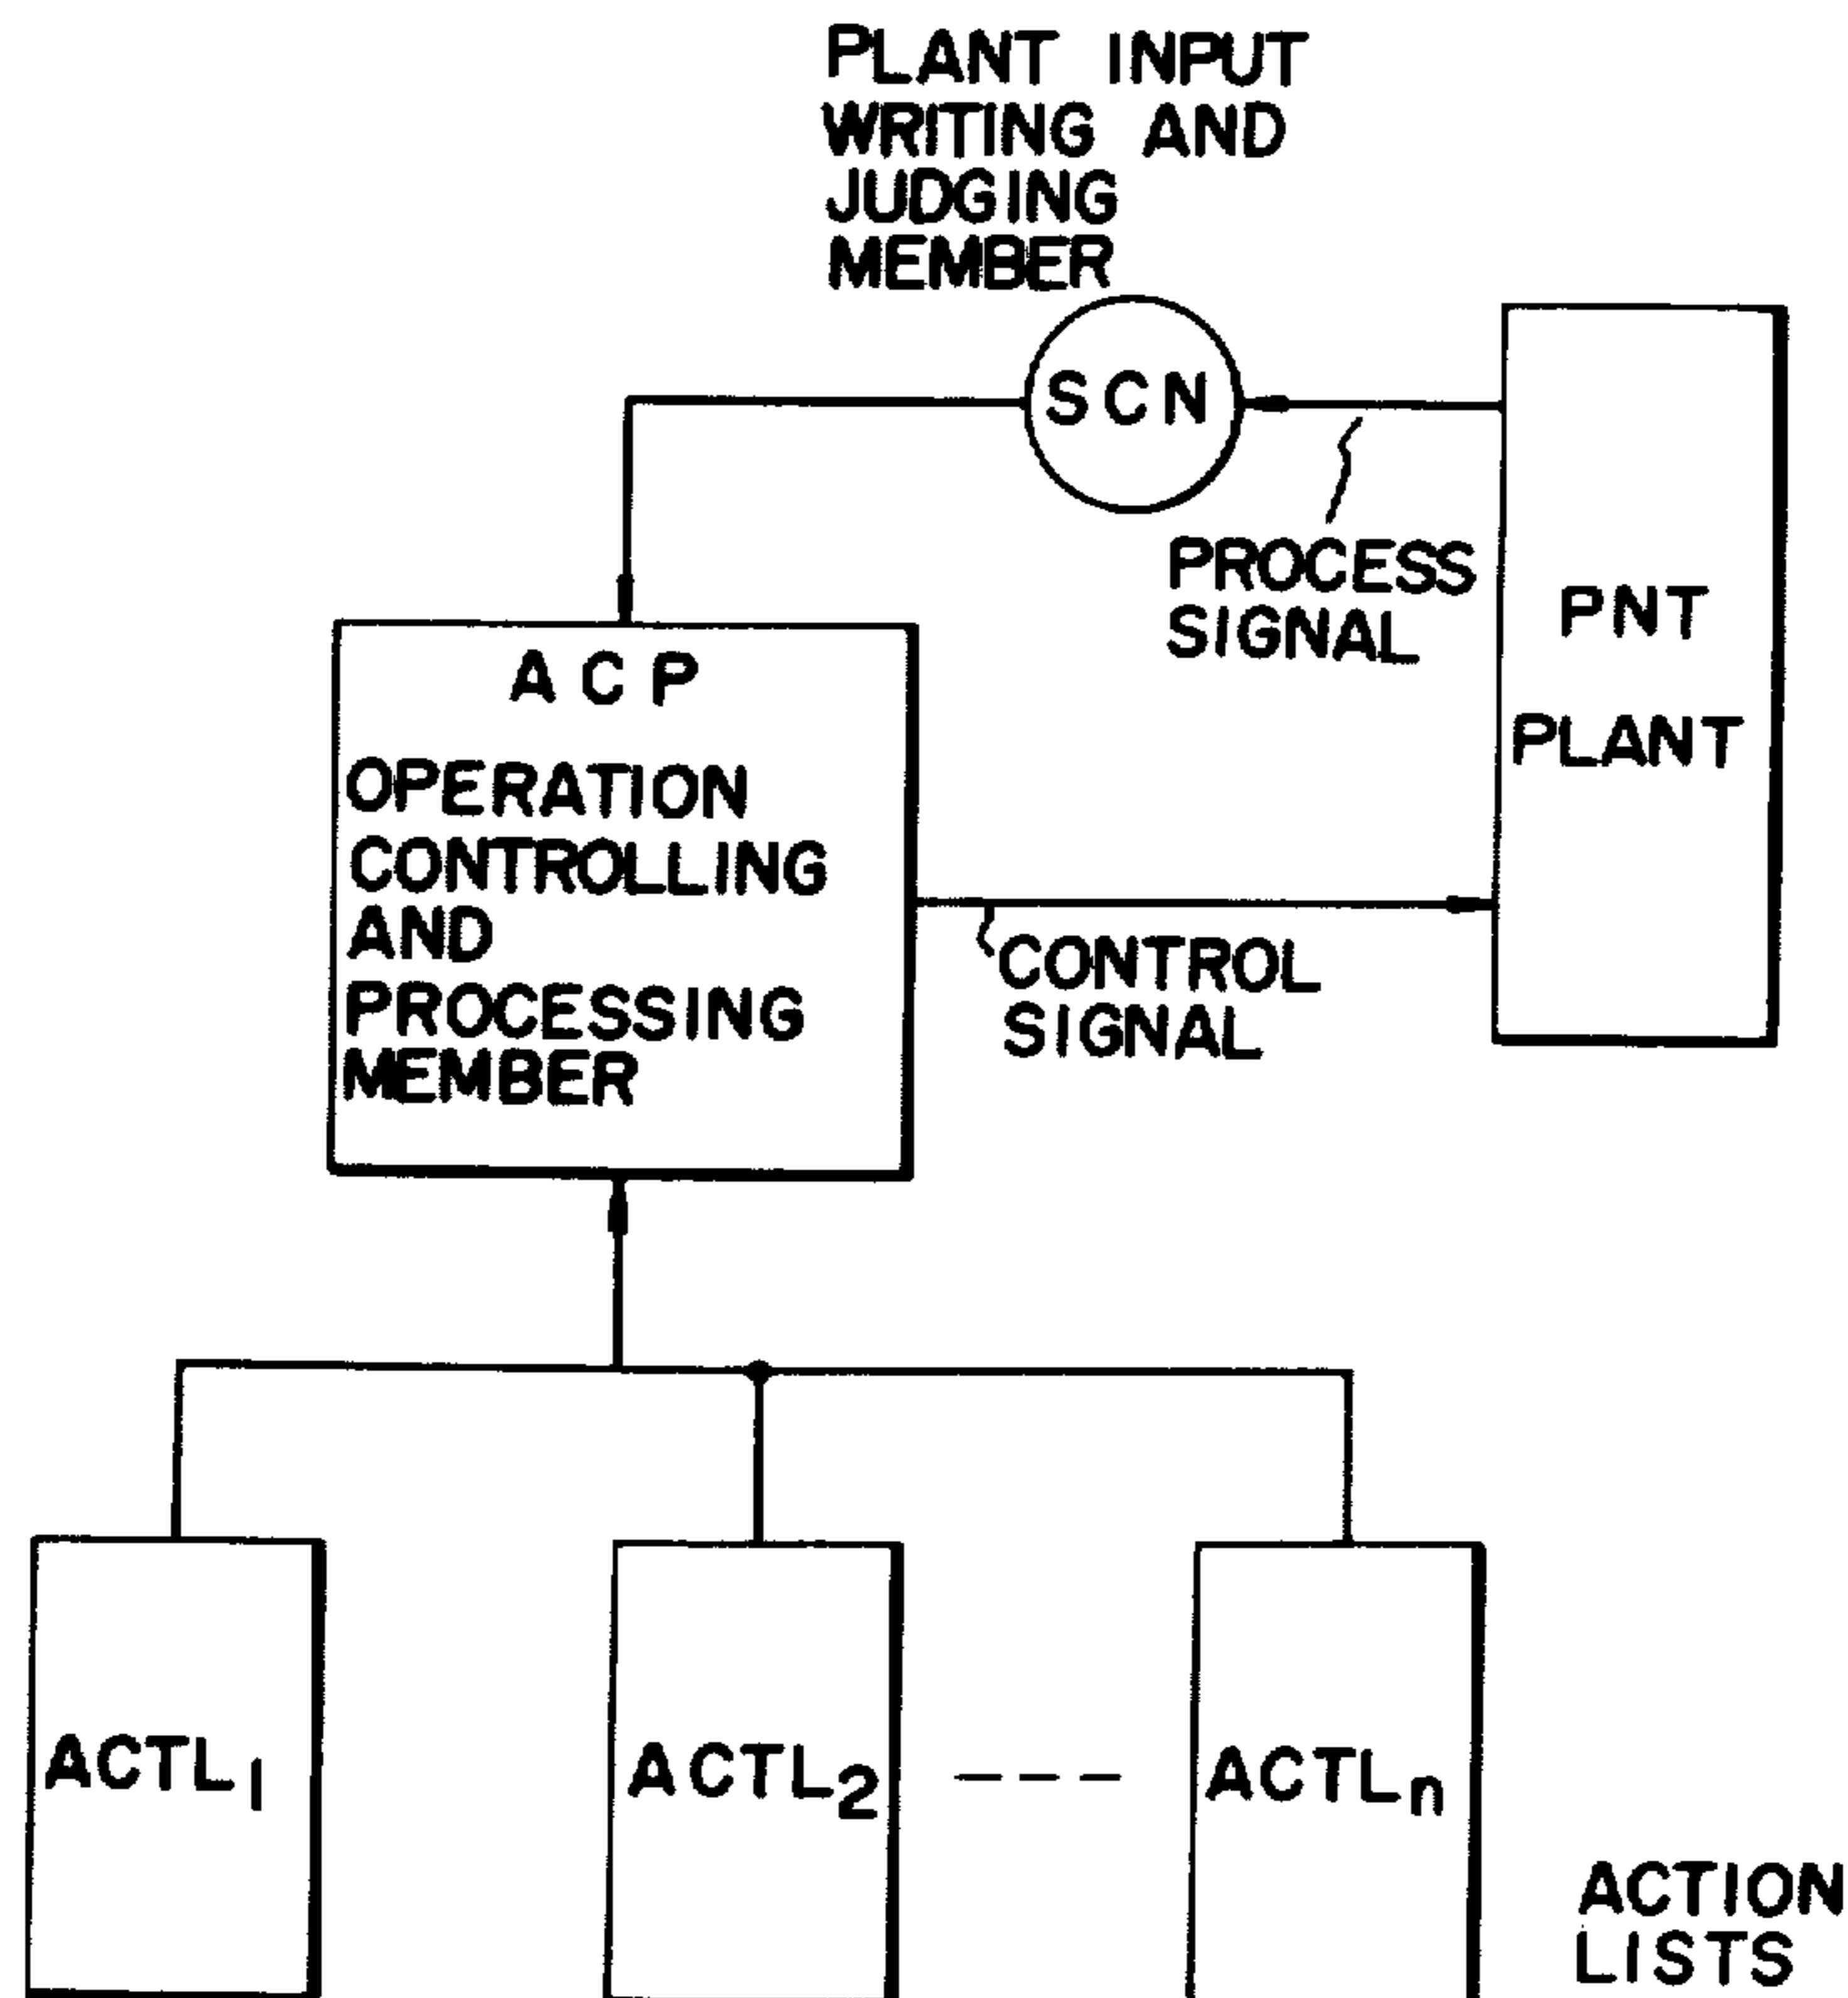 PLANT INPUT
WRITING AND
JUDGING
MEMBER
SCN
PROCESS
SIGNAL
PNT
PLANT
ACP
OPERATION
CONTROLLING
AND
PROCESSING
MEMBER
CONTROL
SIGNAL
ACTL1
ACTL2
ACTLn
ACTION
LISTS